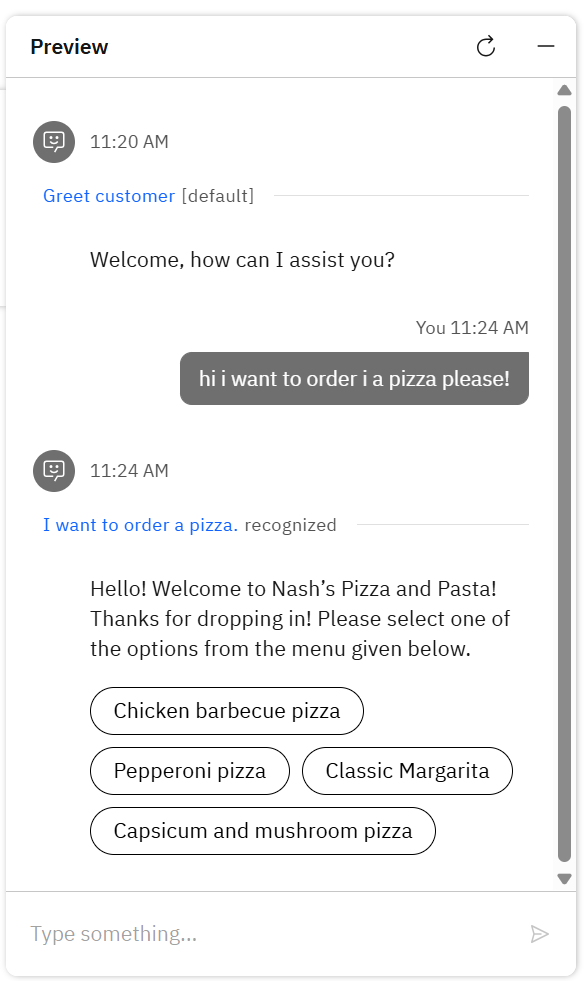 Preview
11:20 AM
Greet customer [default]
Welcome, how can I assist you?
You 11:24 AM
hi i want to order i a pizza please!
11:24 AM
I want to order a pizza. recognized
Hello! Welcome to Nash’s Pizza and Pasta!
Thanks for dropping in! Please select one of
the options from the menu given below.
Chicken barbecue pizza
Pepperoni pizza
Classic Margarita
Capsicum and mushroom pizza
Type something...